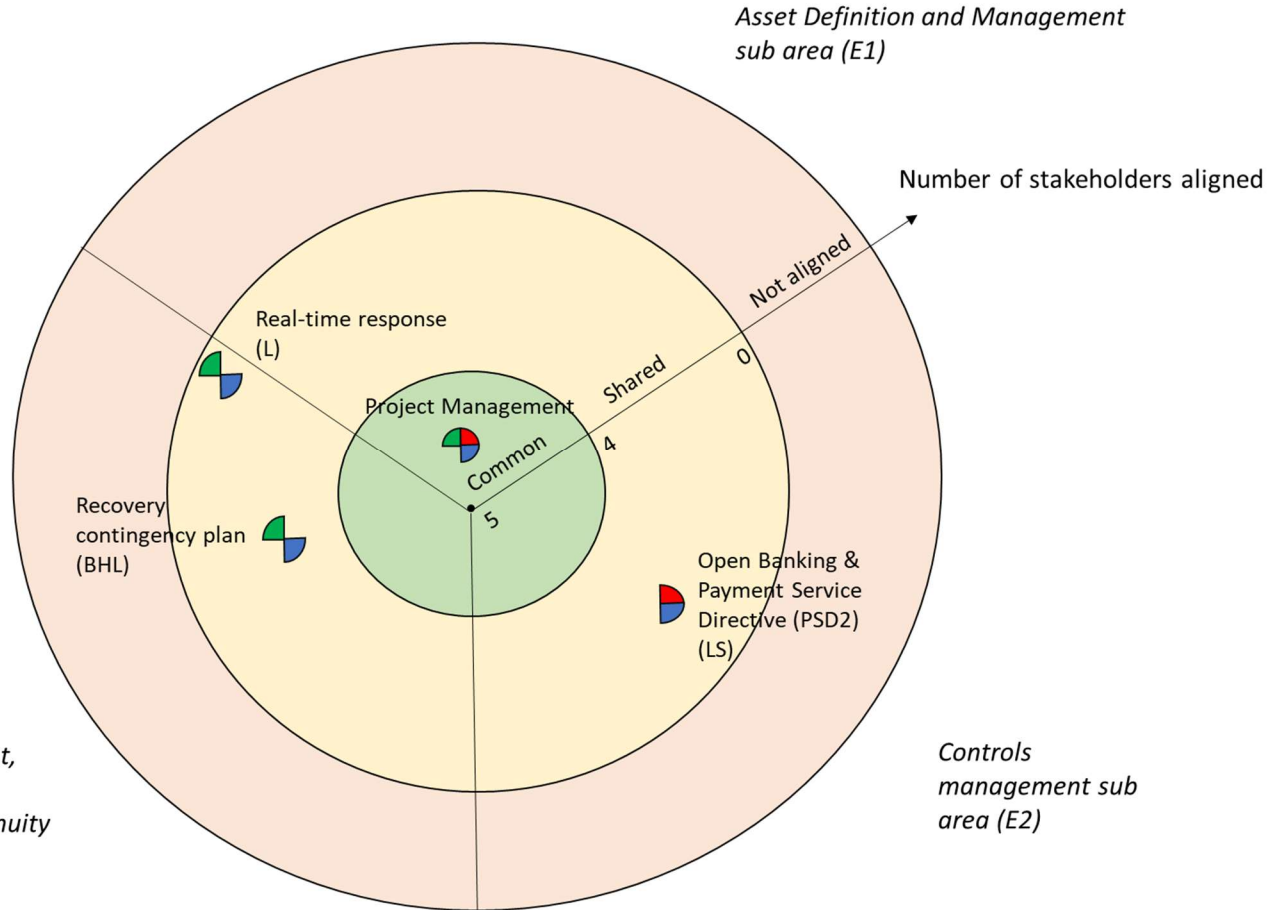 Asset Definition and Management
sub area (E1)
Number of stakeholders aligned
Not aligned
0
Shared
4
Common
5
Real-time response
(L)
Project Management
Recovery
contingency plan
(BHL)
Open Banking &
Payment Service
Directive (PSD2)
(LS)
Controls
management sub
area (E2)